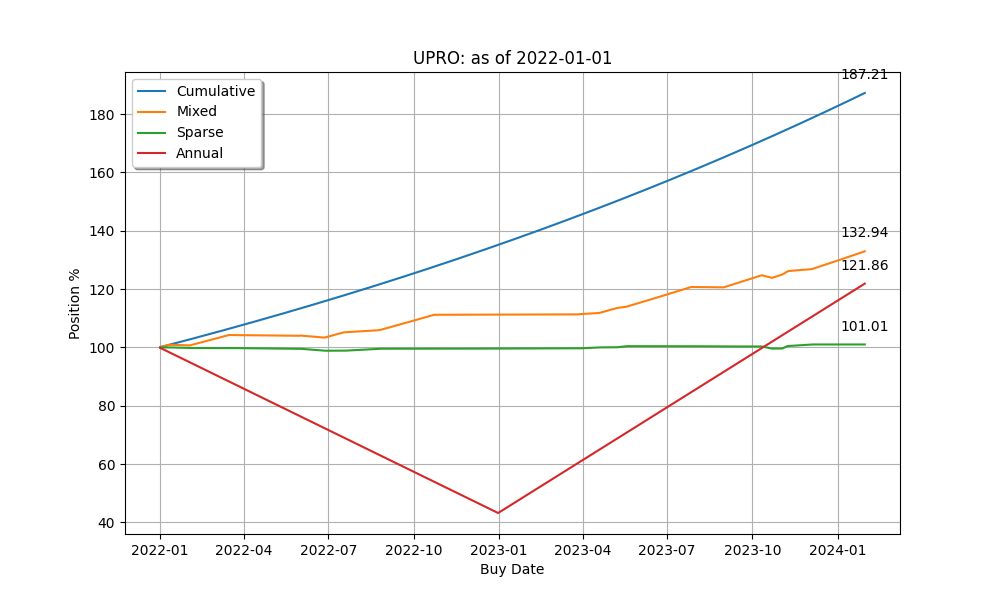 UPRO: as of 2022-01-01
187.21
Cumulative
Mixed
Sparse
Annual
180
160
140
132.94
121.86
120
101.01
100
80
60
40
Position %
2022-01 2022-04 2022-07 2022-10 2023-01 2023-04 2023-07 2023-10 2024-01
Buy Date